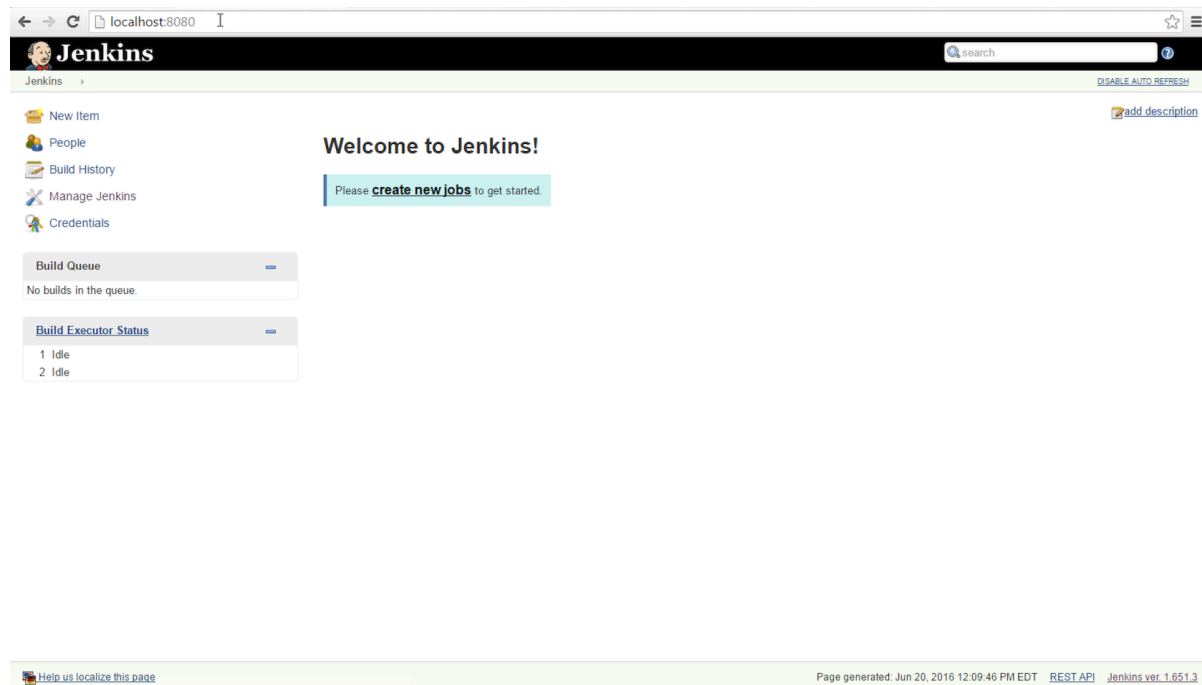 localhost:8080
Jenkins
search
Jenkins
DISABLE AUTO REFRESH
New Item
People
Build History
Manage Jenkins
Credentials
add description
Welcome to Jenkins!
Please create new jobs to get started.
Build Queue
No builds in the queue.
Build Executor Status
1 Idle
2 Idle
Help us localize this page
Page generated: Jun 20, 2016 12:09:46 PM EDT REST API Jenkins ver. 1.651.3